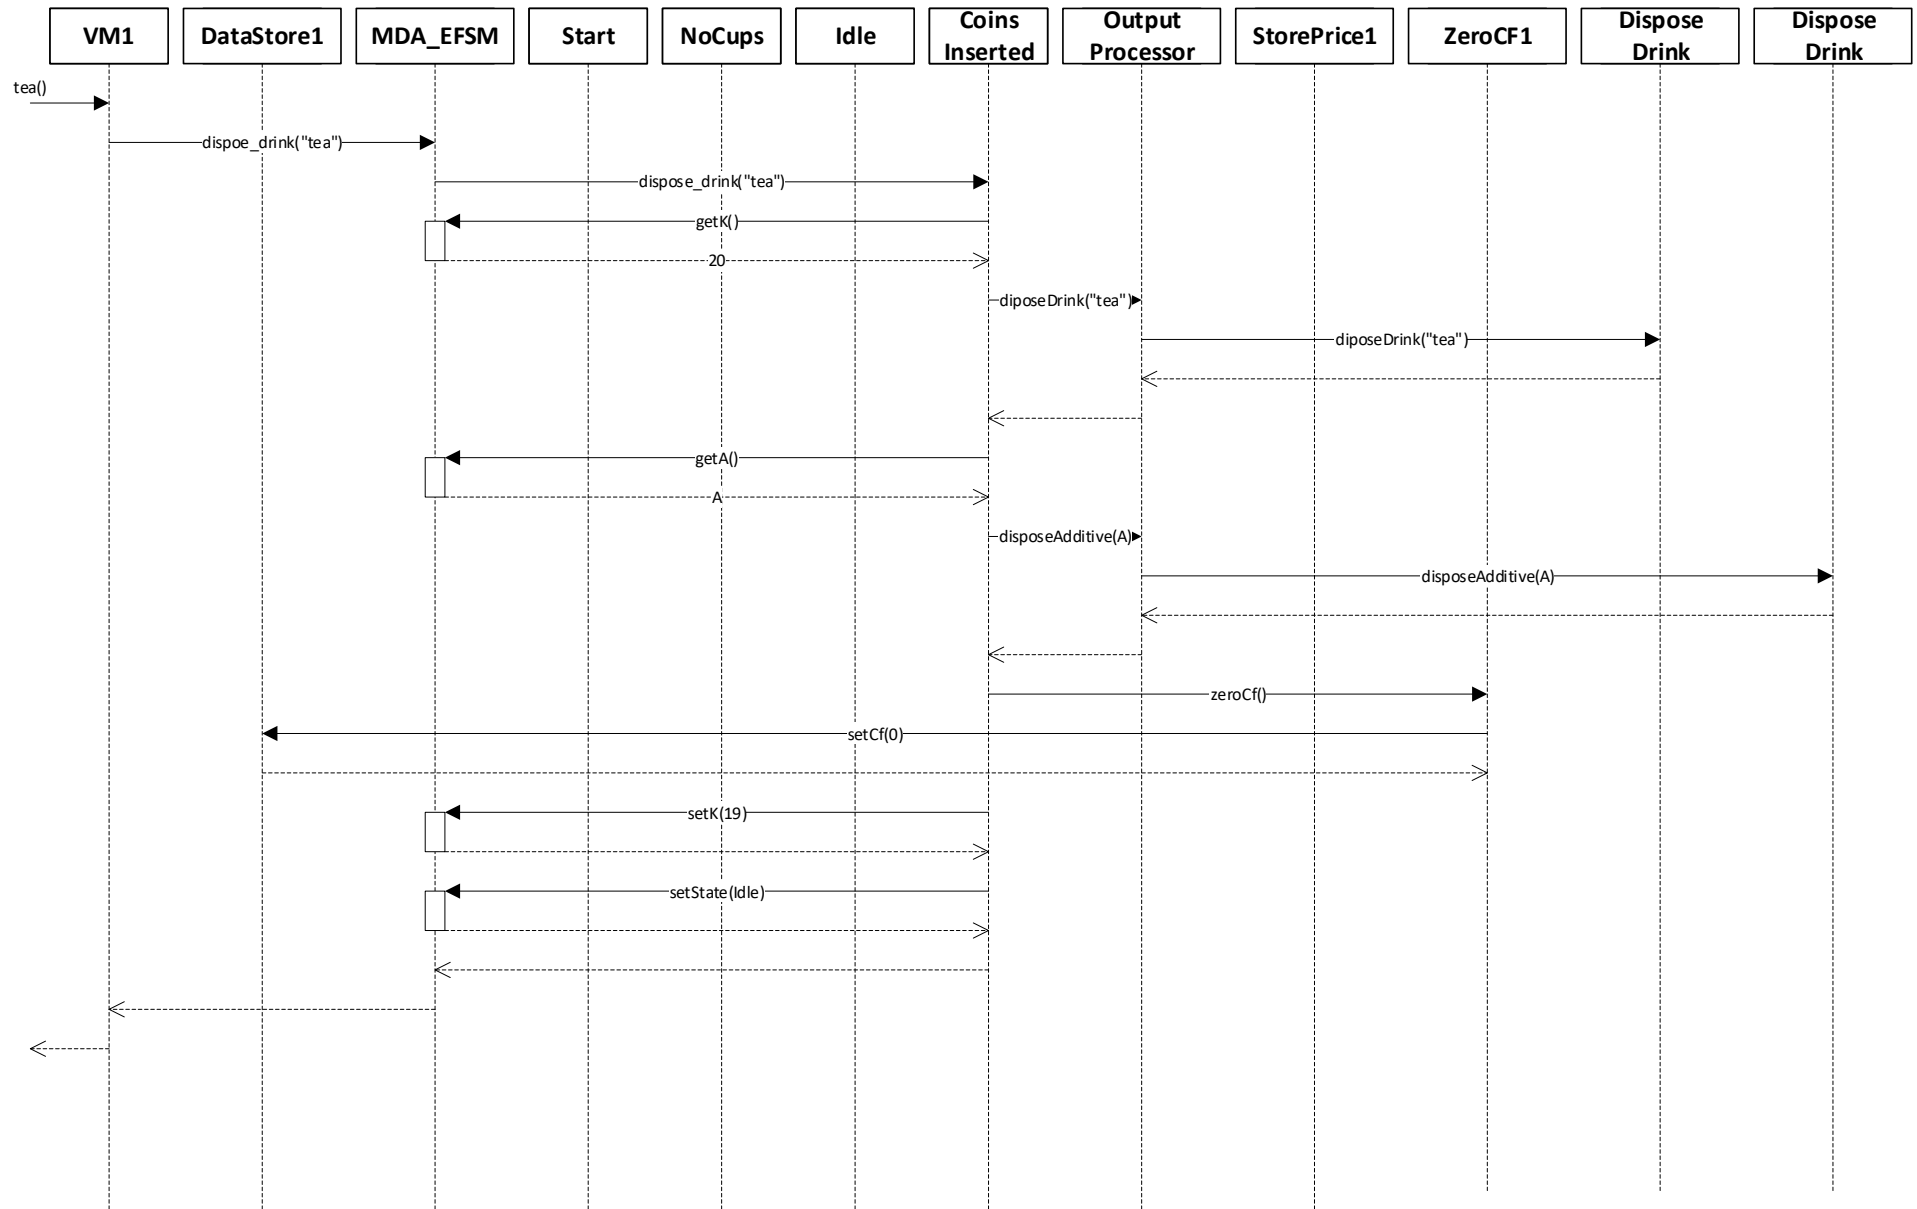 VM1
DataStore1
MDA_EFSM
Start
NoCups
Idle
Coins
Inserted
Output
Processor
StorePrice1
ZeroCF1
Dispose
Drink
Dispose
Drink
tea()
dispoe_drink("tea")
dispose_drink("tea")
getK()
20
diposeDrink("tea")
diposeDrink("tea")
getA()
A
disposeAdditive(A)
disposeAdditive(A)
zeroCf()
setCf(0)
setK(19)
setState(Idle)